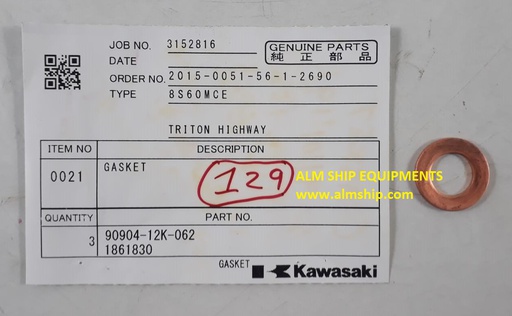 JOB NO. 3152816
GENUINE PARTS
純正部品
DATE
ORDER NO. 2015-0051-56-1-2690
TYPE 8S60MCE
TRITON HIGHWAY
ITEM NO DESCRIPTION
0021 GASKET
129
ALM SHIP EQUIPMENTS
www.almship.com
QUANTITY PART NO.
3 90904-12K-062
1861830
GASKET
Kawasaki